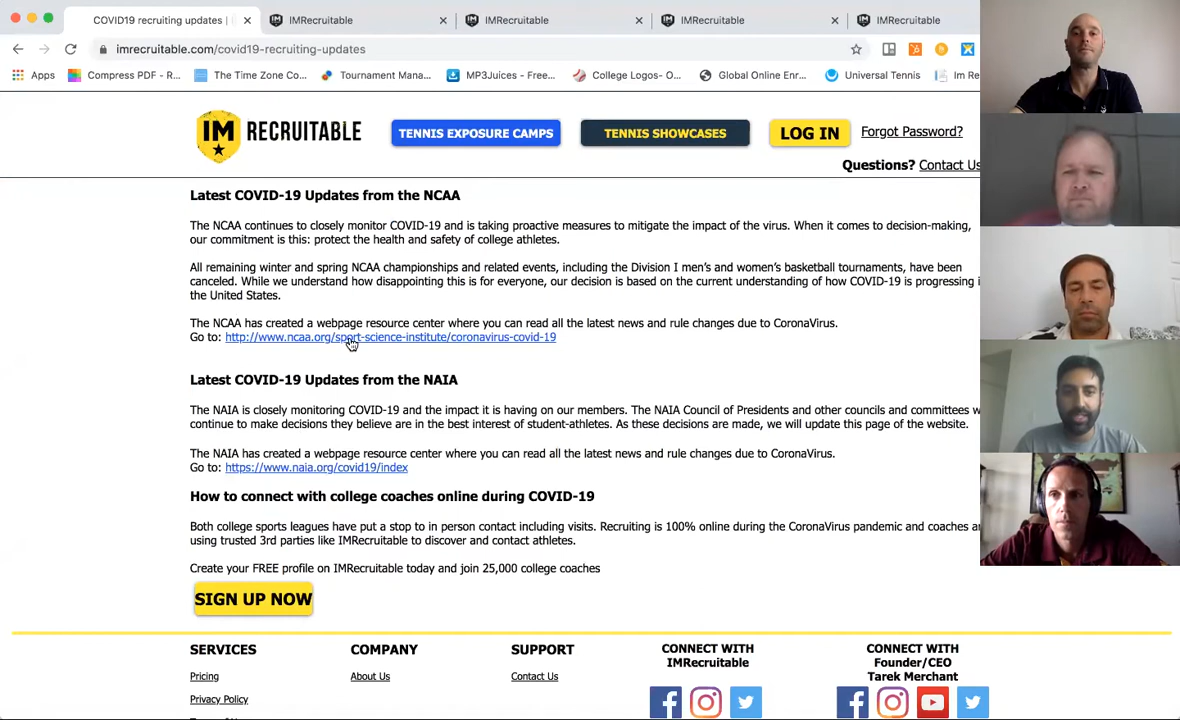 COVID19 recruiting updates |
IMRecruitable
IMRecruitable
IMRecruitable
IMRecruitable
imrecruitable.com/covid19-recruiting-updates
Apps
Compress PDF - R...
The Time Zone Co...
Tournament Mana...
MP3Juices - Free...
College Logos- O...
Global Online Enr...
Universal Tennis
Im Re
IM RECRUITABLE
TENNIS EXPOSURE CAMPS
TENNIS SHOWCASES
LOG IN
Forgot Password?
Questions? Contact Us
Latest COVID-19 Updates from the NCAA
The NCAA continues to closely monitor COVID-19 and is taking proactive measures to mitigate the impact of the virus. When it comes to decision-making,
our commitment is this: protect the health and safety of college athletes.
All remaining winter and spring NCAA championships and related events, including the Division I men's and women's basketball tournaments, have been
canceled. While we understand how disappointing this is for everyone, our decision is based on the current understanding of how COVID-19 is progressing i
the United States.
The NCAA has created a webpage resource center where you can read all the latest news and rule changes due to CoronaVirus.
Go to: http://www.ncaa.org/sport-science-institute/coronavirus-covid-19
Latest COVID-19 Updates from the NAIA
The NAIA is closely monitoring COVID-19 and the impact it is having on our members. The NAIA Council of Presidents and other councils and committees w
continue to make decisions they believe are in the best interest of student-athletes. As these decisions are made, we will update this page of the website.
The NAIA has created a webpage resource center where you can read all the latest news and rule changes due to CoronaVirus.
Go to: https://www.naia.org/covid19/index
How to connect with college coaches online during COVID-19
Both college sports leagues have put a stop to in person contact including visits. Recruiting is 100% online during the CoronaVirus pandemic and coaches a
using trusted 3rd parties like IMRecruitable to discover and contact athletes.
Create your FREE profile on IMRecruitable today and join 25,000 college coaches
SIGN UP NOW
SERVICES
Pricing
Privacy Policy
COMPANY
About Us
SUPPORT
Contact Us
CONNECT WITH
IMRecruitable
CONNECT WITH
Founder/CEO
Tarek Merchant